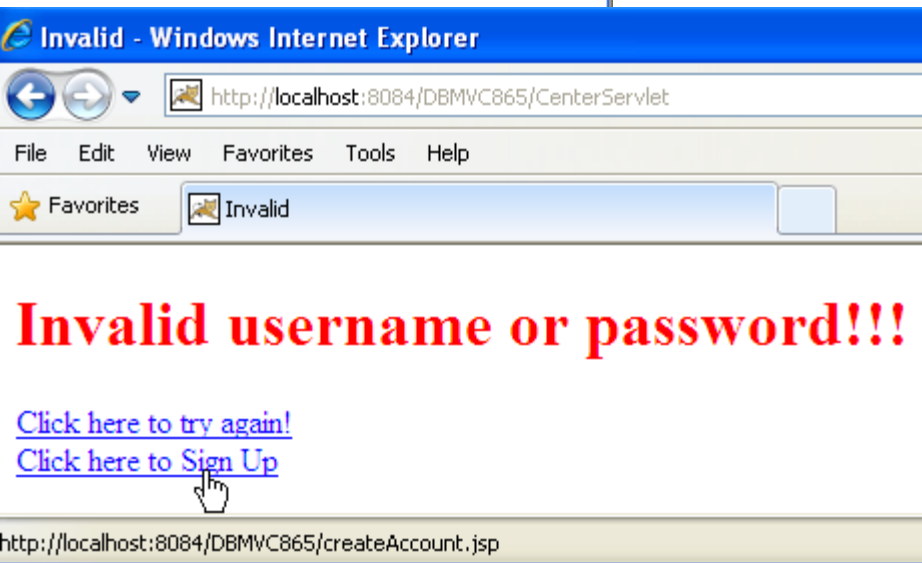 Invalid - Windows Internet Explorer
http://localhost:8084/DBMVC865/CenterServlet
File Edit View Favorites Tools Help
Favorites Invalid
Invalid username or password!!!
Click here to try again!
Click here to Sign Up
http://localhost:8084/DBMVC865/createAccount.jsp